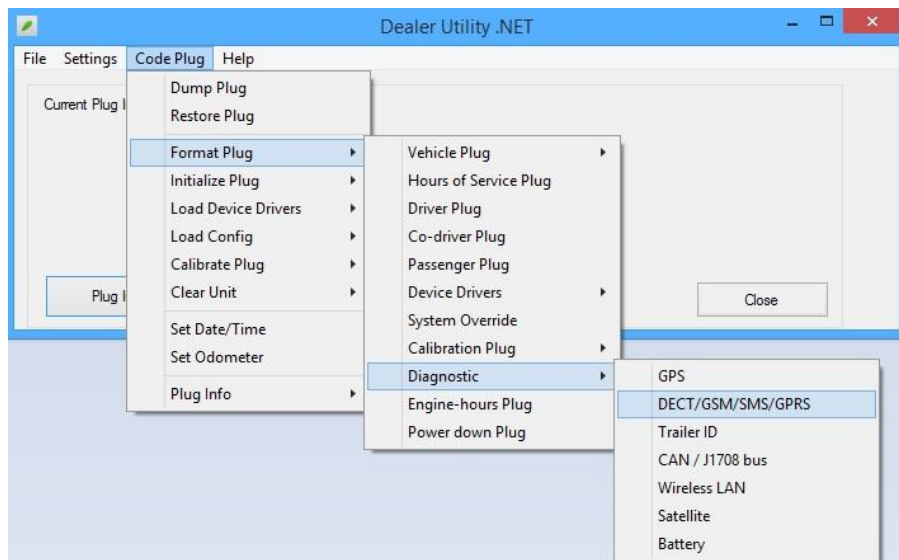 Dealer Utility .NET
File Settings Code Plug Help
Current Plug
Plug
Close
Dump Plug
Restore Plug
Format Plug
Initialize Plug
Load Device Drivers
Load Config
Calibrate Plug
Clear Unit
Set Date/Time
Set Odometer
Plug Info
Vehicle Plug
Hours of Service Plug
Driver Plug
Co-driver Plug
Passenger Plug
Device Drivers
System Override
Calibration Plug
Diagnostic
Engine-hours Plug
Power down Plug
GPS
DECT/GSM/SMS/GPRS
Trailer ID
CAN / J1708 bus
Wireless LAN
Satellite
Battery